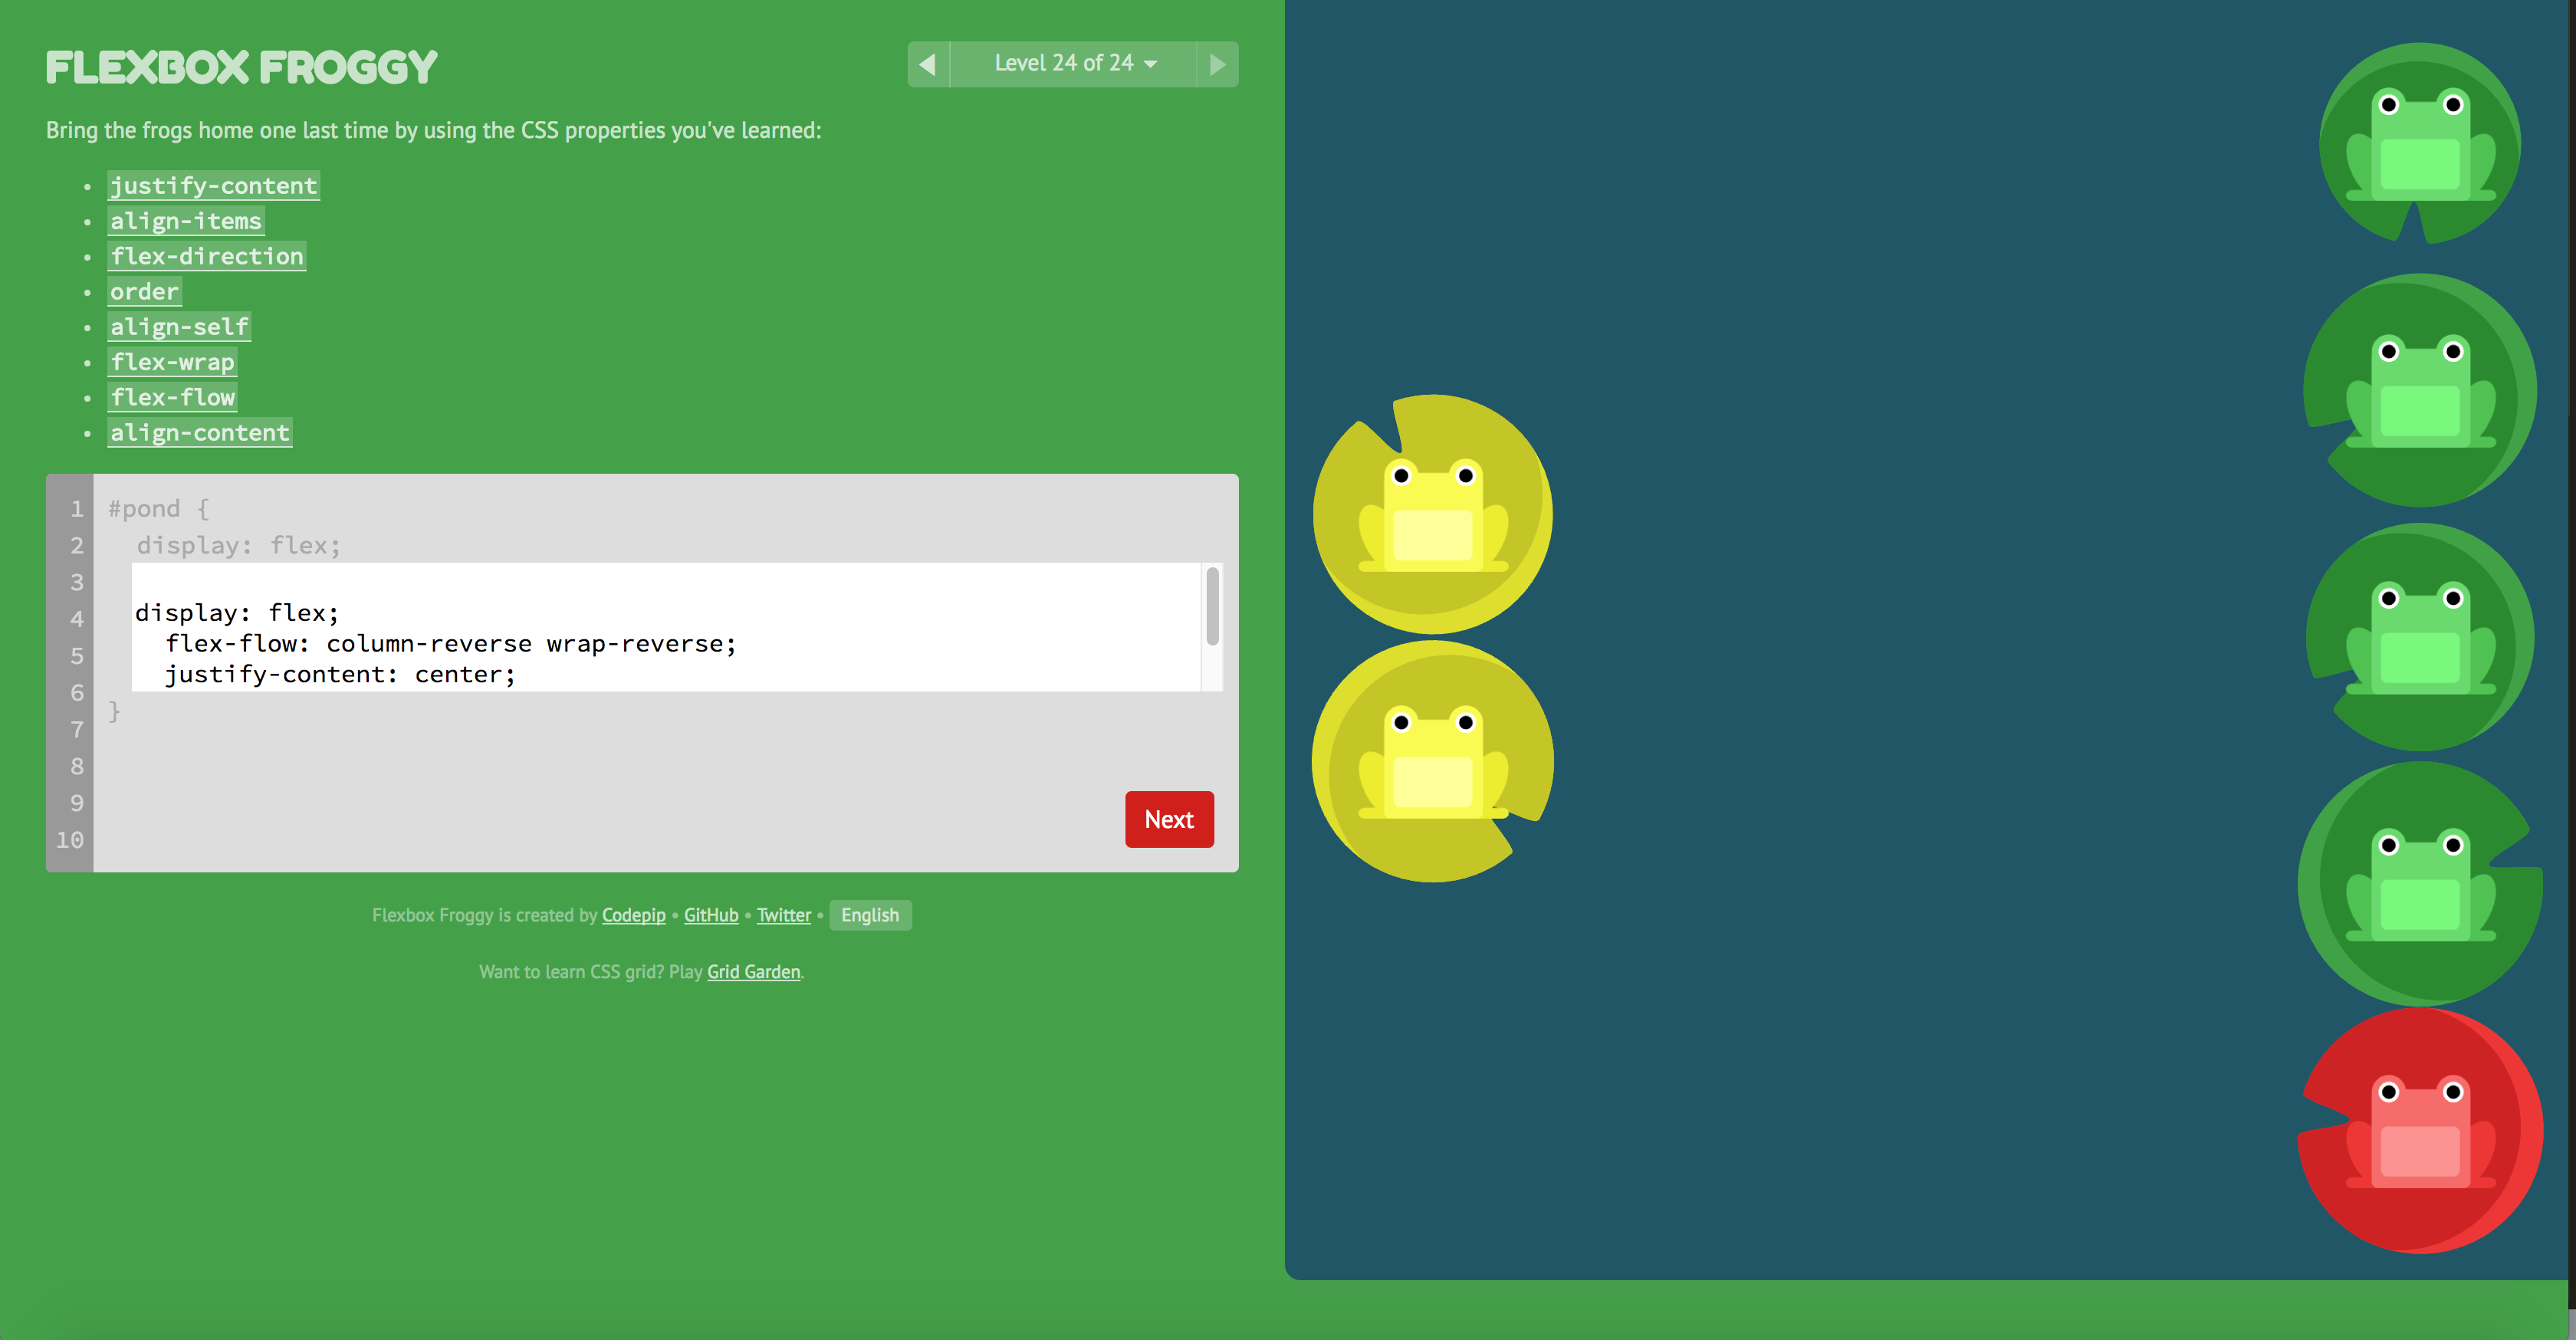 FLEXBOX FROGGY
Level 24 of 24
Bring the frogs home one last time by using the CSS properties you've learned:
• justify-content
• align-items
• flex-direction
• order
• align-self
• flex-wrap
• flex-flow
• align-content
1 #pond {
2 display: flex;
3
4 display: flex;
5 flex-flow: column-reverse wrap-reverse;
6 justify-content: center;
7 }
8
9
10
Next
Flexbox Froggy is created by Codepip • GitHub • Twitter • English
Want to learn CSS grid? Play Grid Garden.